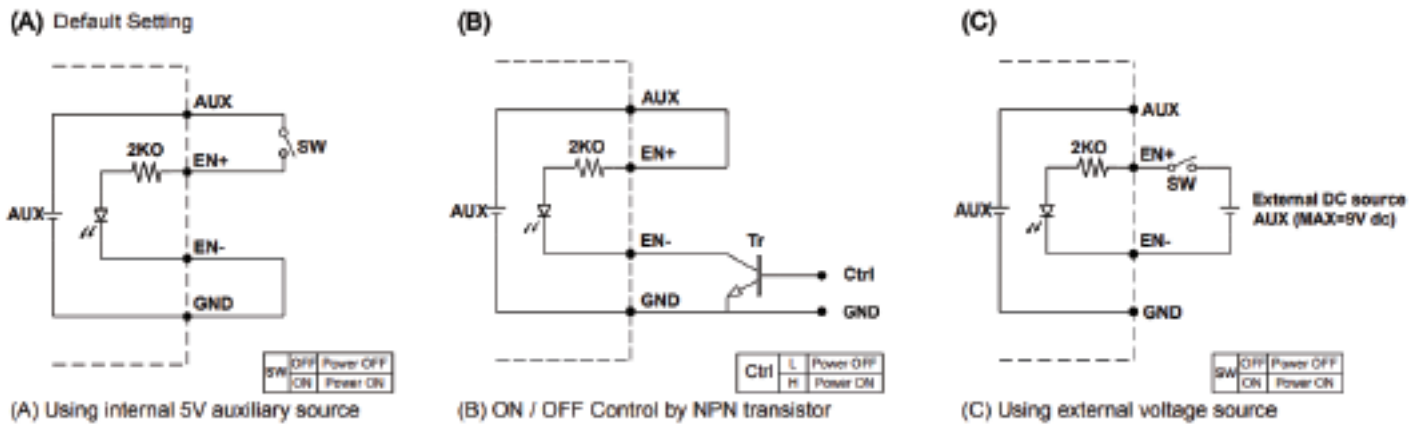 (A) Default Setting
AUX
SW
2KO
EN+
AUX
EN-
GND
SW OFF Power OFF
ON Power ON
(A) Using internal 5V auxiliary source
(B)
AUX
2KO
EN+
AUX
EN-
Tr
Ctrl
GND
GND
Ctrl L Power OFF
H Power ON
(B) ON / OFF Control by NPN transistor
(C)
AUX
2KO
EN+
SW
AUX
External DC source
AUX (MAX=9V dc)
EN-
GND
SW OFF Power OFF
ON Power ON
(C) Using external voltage source